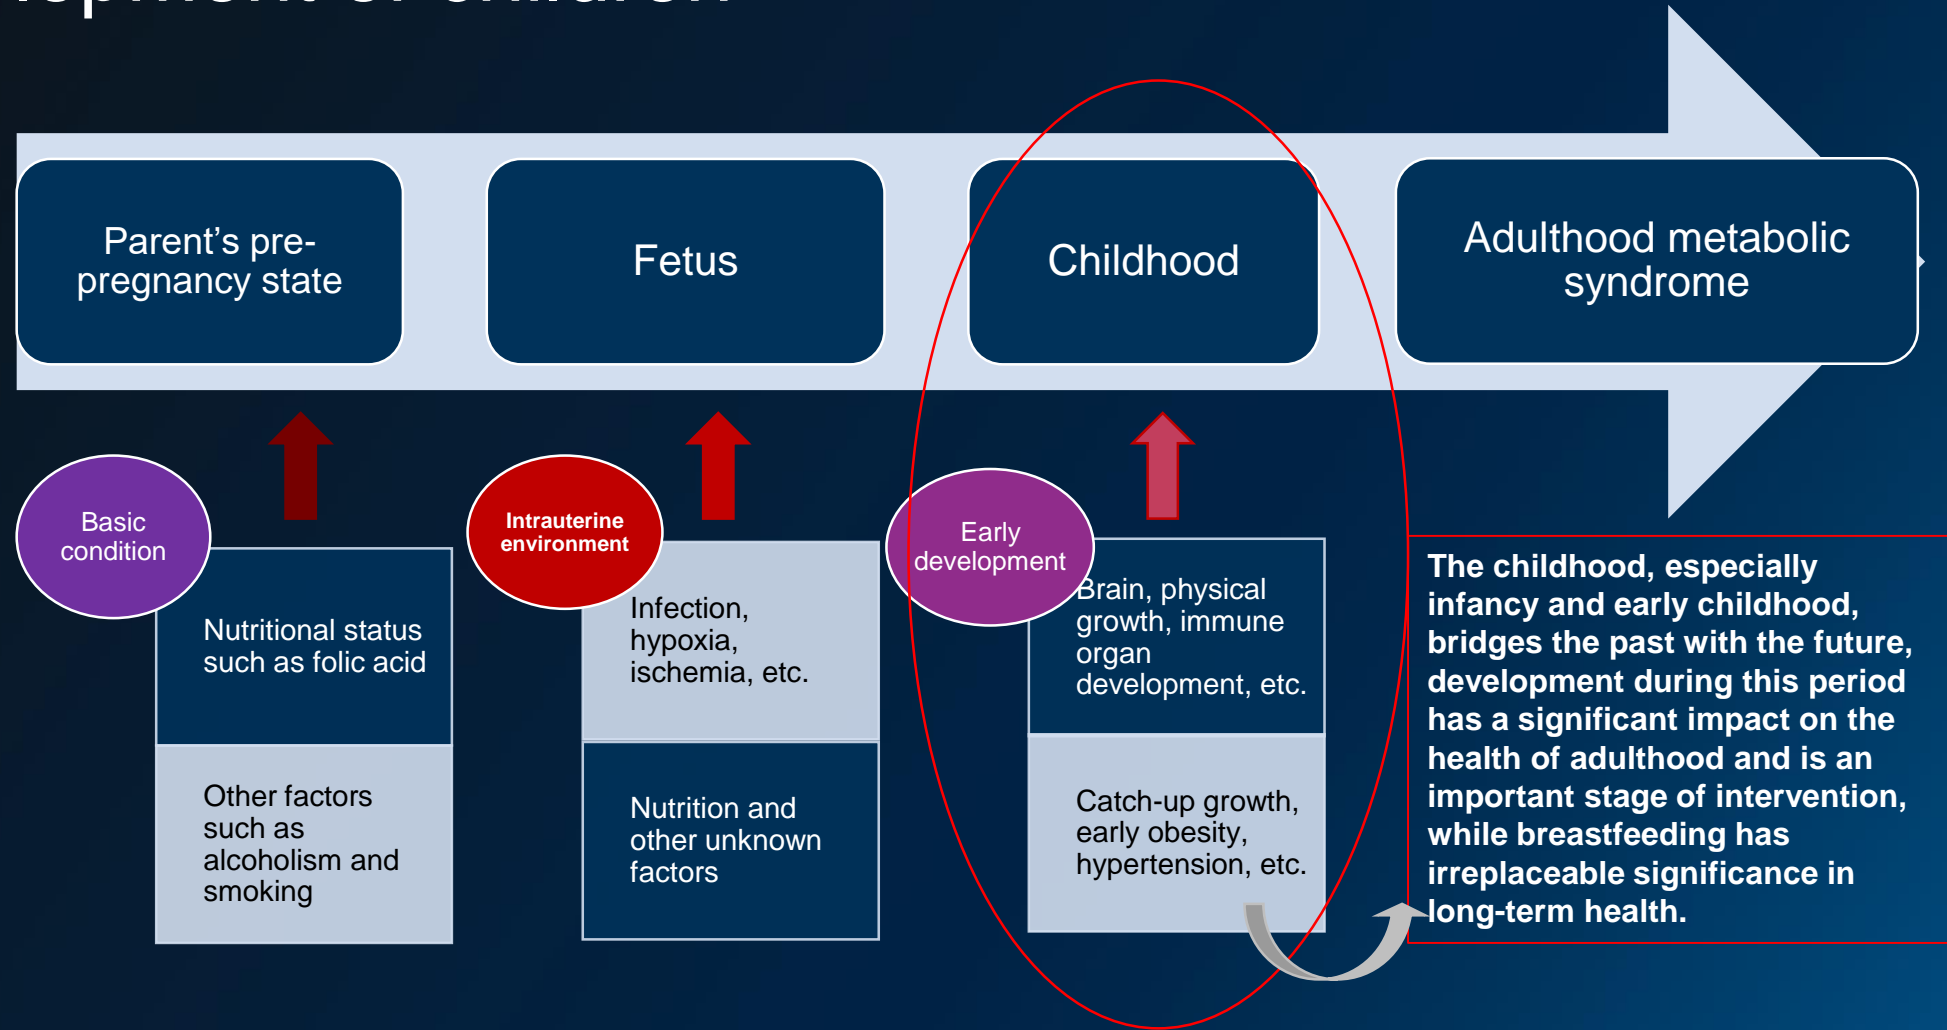 of children
Parent's pre-
pregnancy state
Fetus
Childhood
Adulthood metabolic
syndrome
Basic
condition
Nutritional status
such as folic acid
Other factors
such as
alcoholism and
smoking
Intrauterine
environment
Infection,
hypoxia,
ischemia, etc.
Nutrition and
other unknown
factors
Early
development
Brain, physical
growth, immune
organ
development, etc.
Catch-up growth,
early obesity,
hypertension, etc.
The childhood, especially
infancy and early childhood,
bridges the past with the future,
development during this period
has a significant impact on the
health of adulthood and is an
important stage of intervention,
while breastfeeding has
irreplaceable significance in
long-term health.